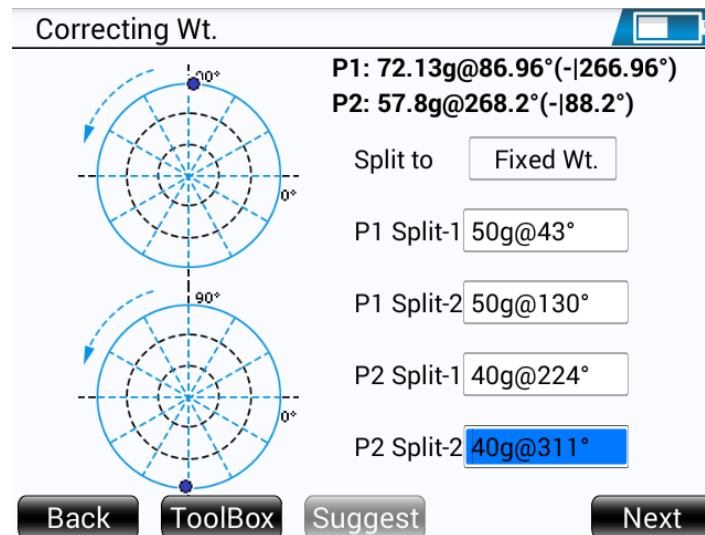 Correcting Wt.
90°
0°
90°
0°
P1: 72.13g@86.96°(-|266.96°)
P2: 57.8g@268.2°(-|88.2°)
Split to Fixed Wt.
P1 Split-1 50g@43°
P1 Split-2 50g@130°
P2 Split-1 40g@224°
P2 Split-2 40g@311°
Back ToolBox Suggest Next